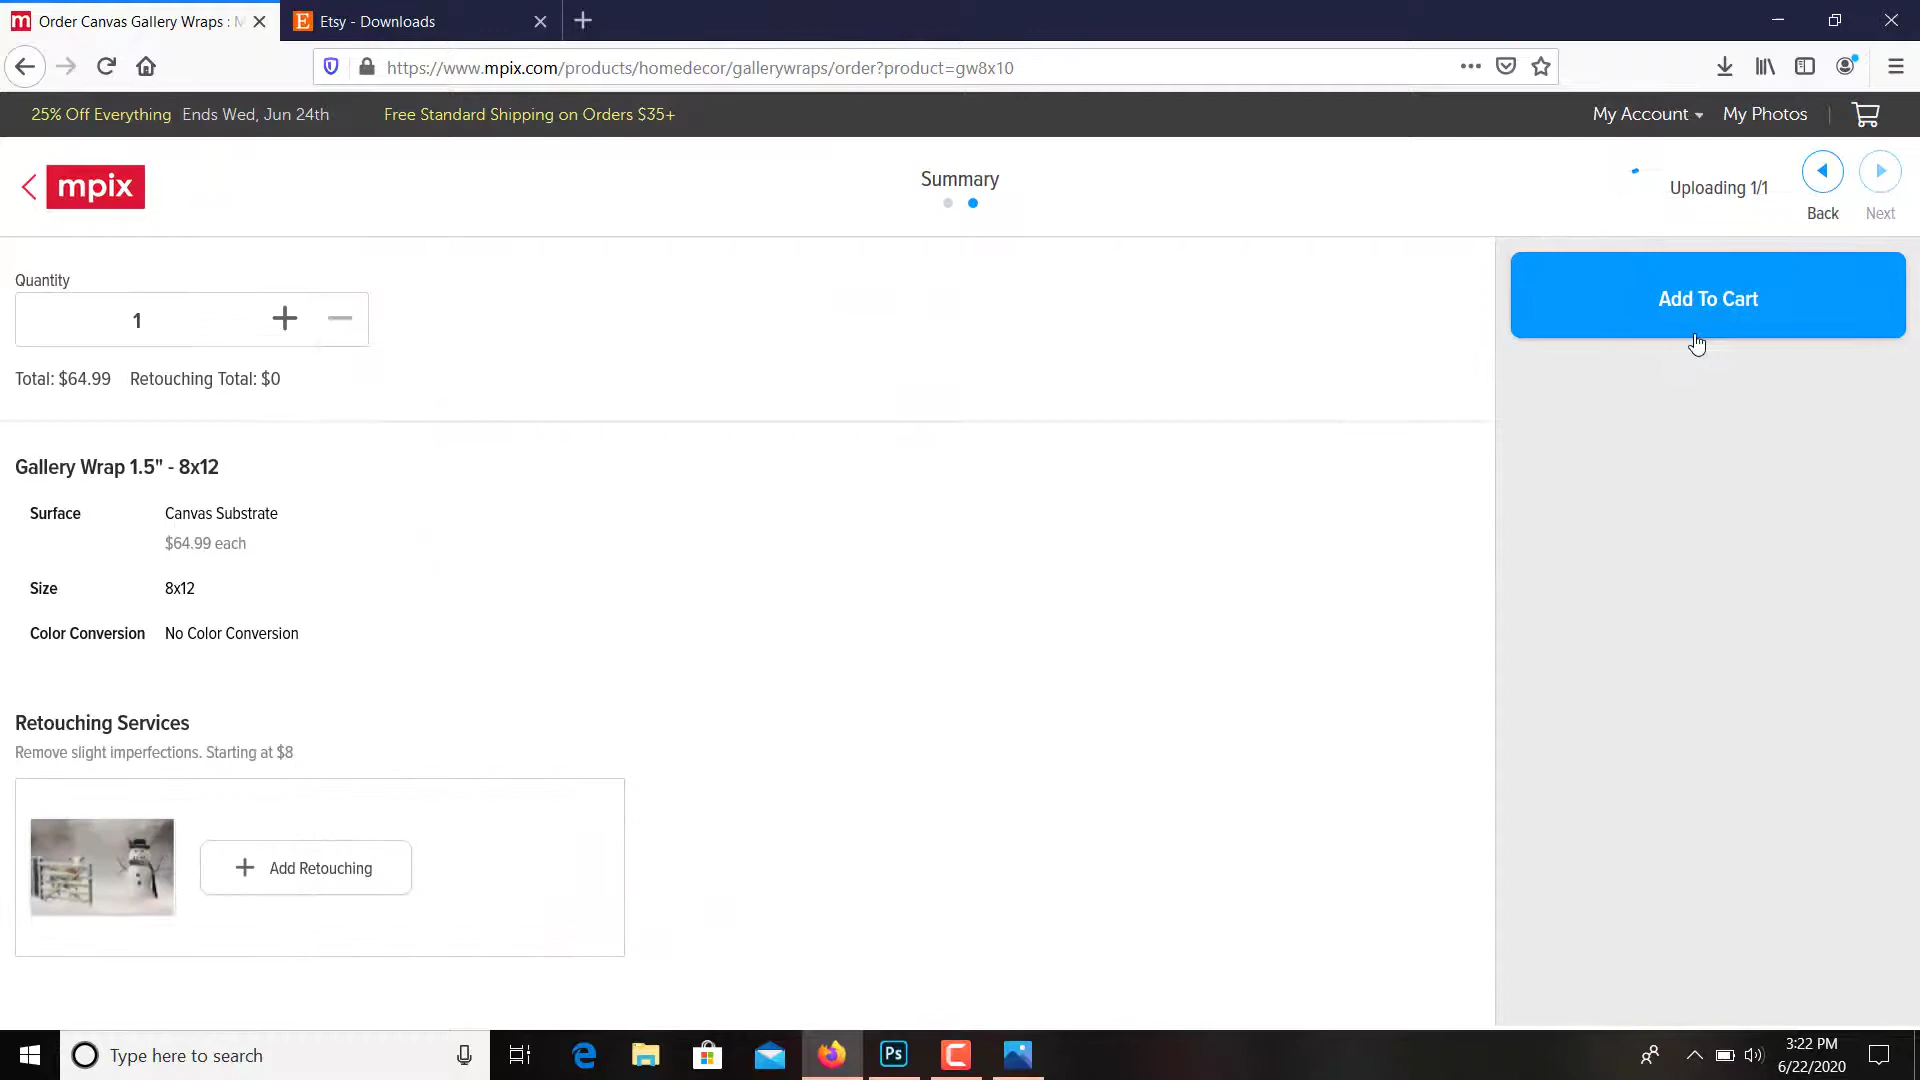 Order Canvas Gallery Wraps : M
Etsy - Downloads
https://www.mpix.com/products/homedecor/gallerywraps/order?product=gw8x10
25% Off Everything Ends Wed, Jun 24th
Free Standard Shipping on Orders $35+
My Account
My Photos
mpix
Summary
Uploading 1/1
Back
Next
Quantity
1
Add To Cart
Total: $64.99 Retouching Total: $0
Gallery Wrap 1.5" - 8x12
Surface Canvas Substrate
$64.99 each
Size 8x12
Color Conversion No Color Conversion
Retouching Services
Remove slight imperfections. Starting at $8
Add Retouching
Type here to search
Ps
3:22 PM
6/22/2020